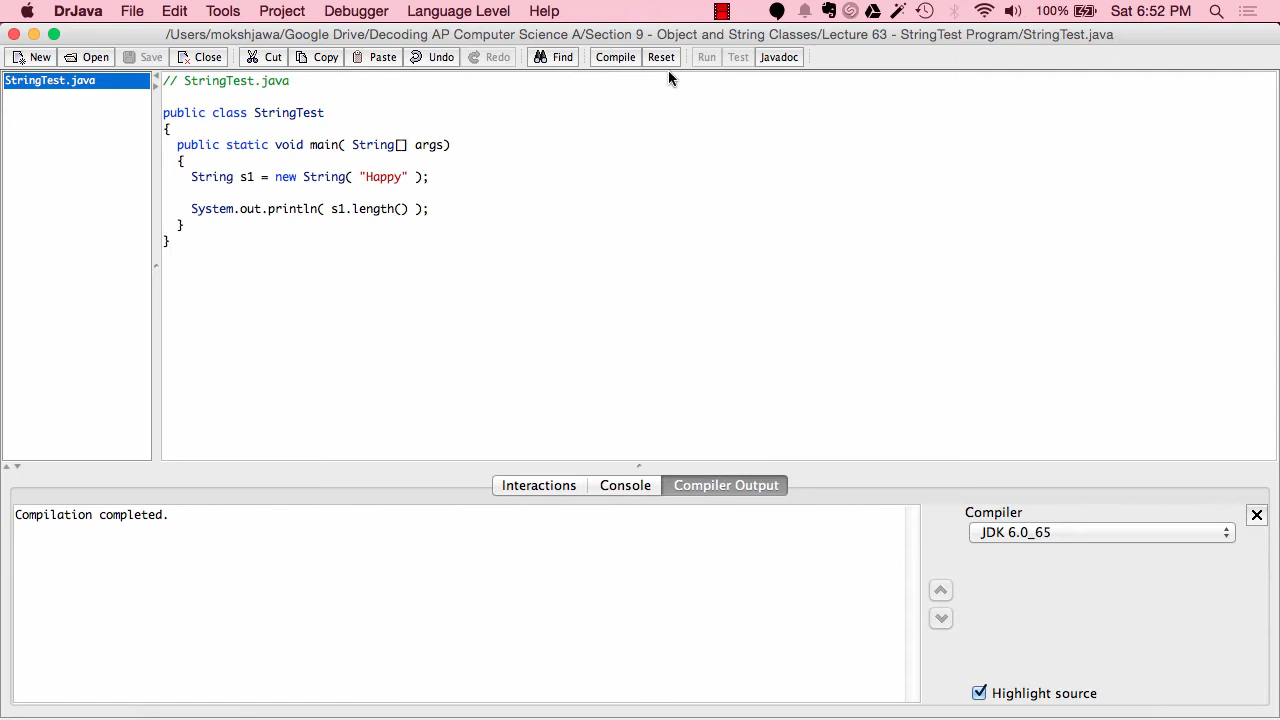 DrJava File Edit Tools Project Debugger Language Level Help 100% Sat 6:52 PM
/Users/mokshjawa/Google Drive/Decoding AP Computer Science A/Section 9 - Object and String Classes/Lecture 63 - StringTest Program/StringTest.java
New Open Save Close Cut Copy Paste Undo Redo Find Compile Reset Run Test Javadoc
StringTest.java
// StringTest.java
public class StringTest
{
public static void main( String[] args)
{
String s1 = new String( "Happy" );
System.out.println( s1.length() );
}
}
Interactions Console Compiler Output
Compilation completed.
Compiler
JDK 6.0_65
Highlight source